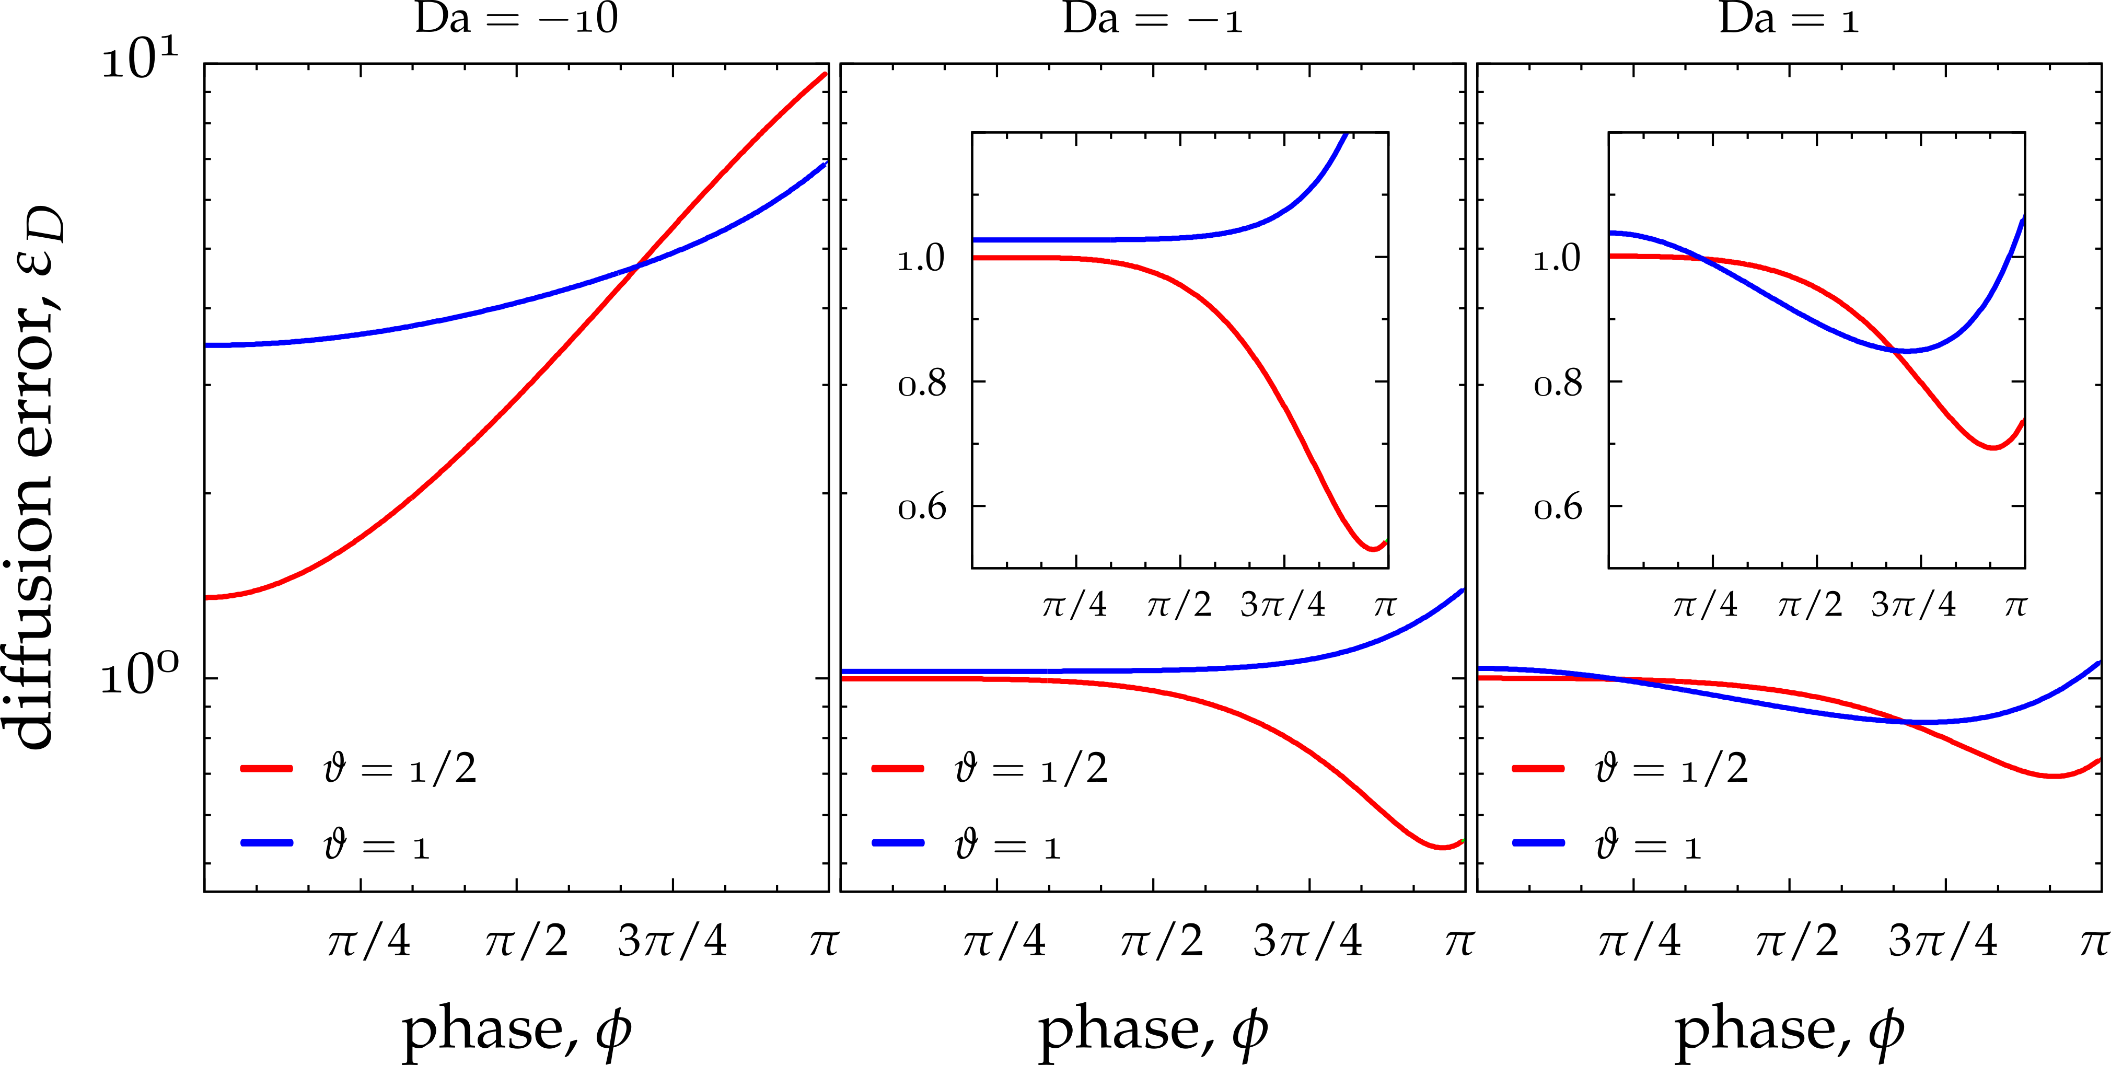 Da = −10
Da = −1
Da = 1
diffusion error, ε_D
10¹
10⁰
ϑ = 1/2
ϑ = 1
π/4
π/2
3π/4
π
phase, ϕ
1.0
0.8
0.6
π/4
π/2
3π/4
π
ϑ = 1/2
ϑ = 1
π/4
π/2
3π/4
π
phase, ϕ
1.0
0.8
0.6
π/4
π/2
3π/4
π
ϑ = 1/2
ϑ = 1
π/4
π/2
3π/4
π
phase, ϕ